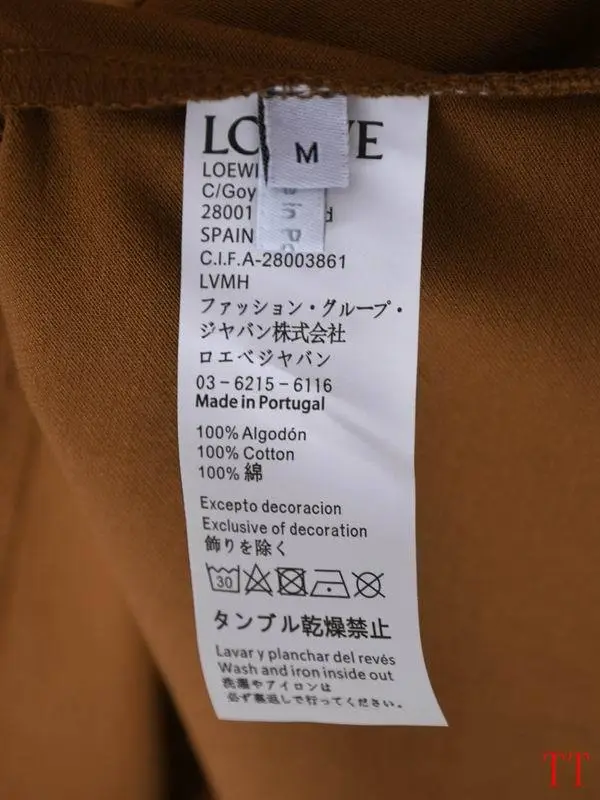 LO VE
M
LOEW
C/Goy
28001 d
SPAIN
C.I.F.A-28003861
LVMH
ファッション・グループ・
ジャパン株式会社
ロエベジャパン
03-6215-6116
Made in Portugal
100% Algodón
100% Cotton
100% 綿
Excepto decoracion
Exclusive of decoration
飾りを除く
30
タンブル乾燥禁止
Lavar y planchar del revés
Wash and iron inside out
洗濯やアイロンは
必ず裏返しで行ってください。
TT